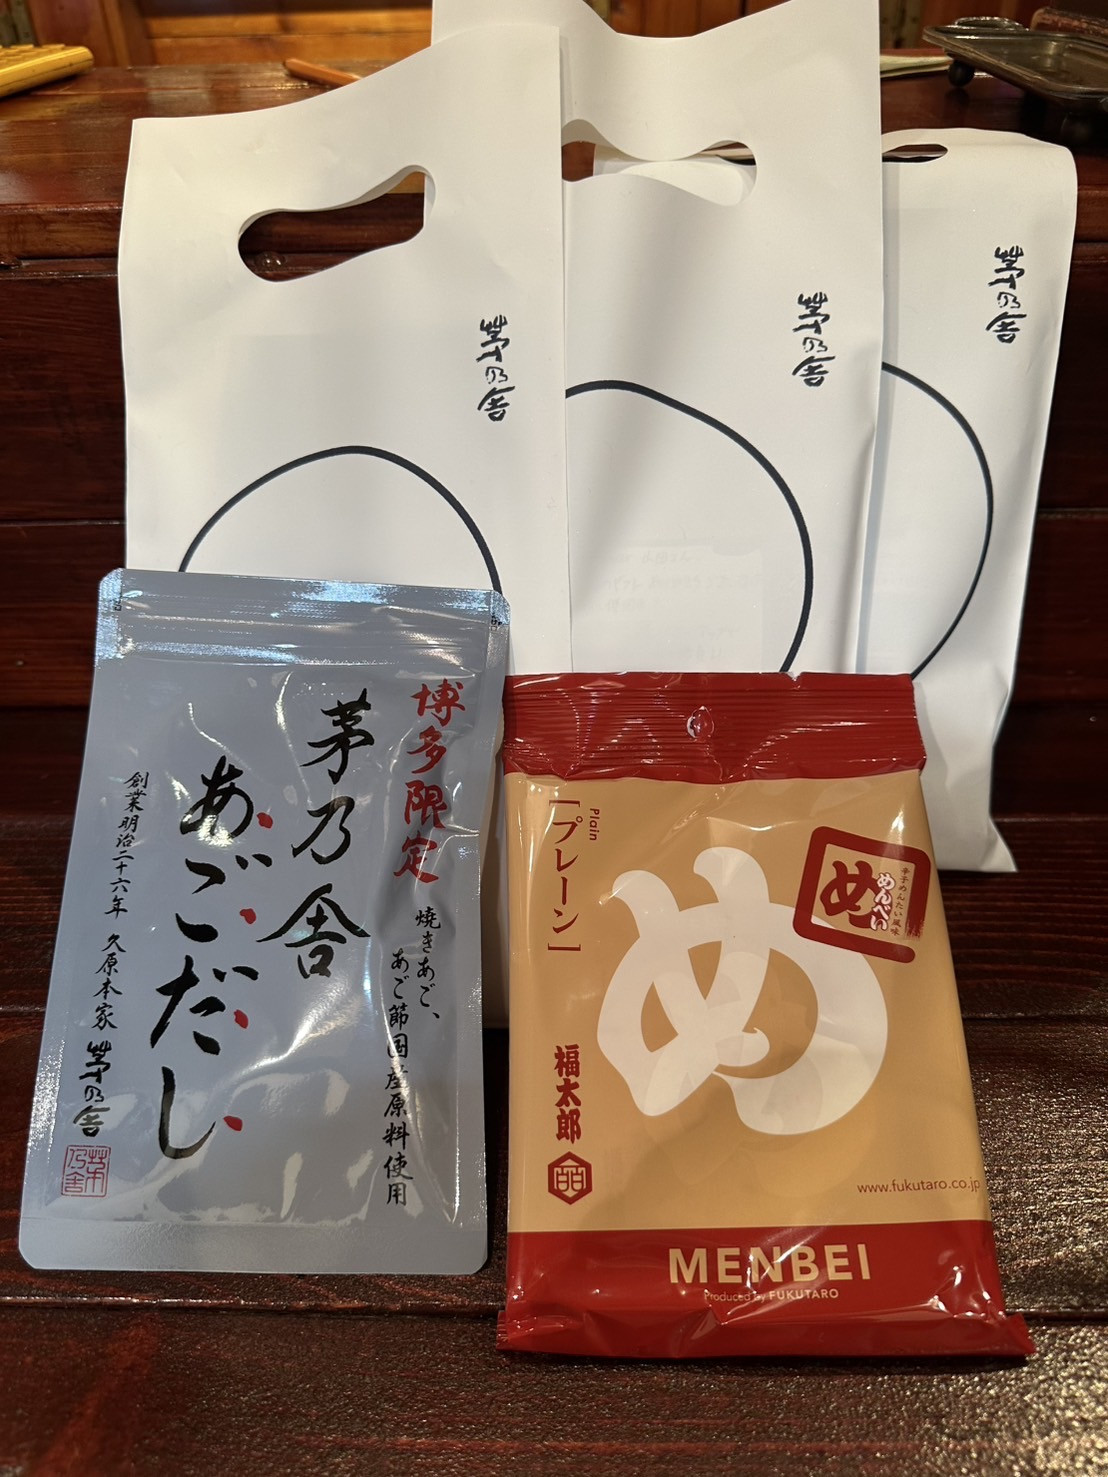 茅乃舎
茅乃舎
茅乃舎
博多限定
焼きあご、
あご節国産原料使用
茅乃舎
あごだし
創業明治二十六年 久原本家 茅乃舎
茅乃舎
Plain
[プレーン]
め
め
めんべい
辛子めんたい風味
福太郎
www.fukutaro.co.jp
MENBEI
Produced by FUKUTARO